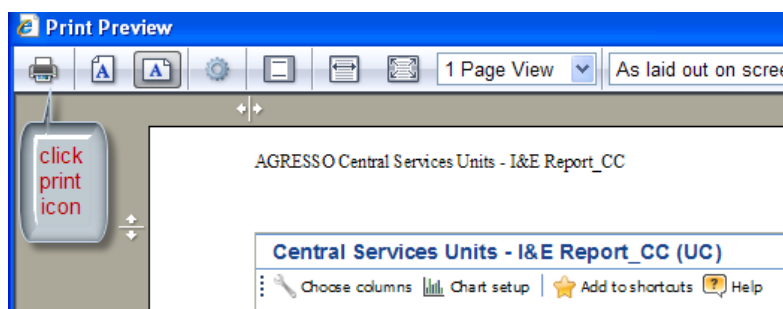 Print Preview
A A 1 Page View As laid out on scree
click
print
icon
AGRESSO Central Services Units - I&E Report_CC
Central Services Units - I&E Report_CC (UC)
Choose columns Chart setup Add to shortcuts ? Help